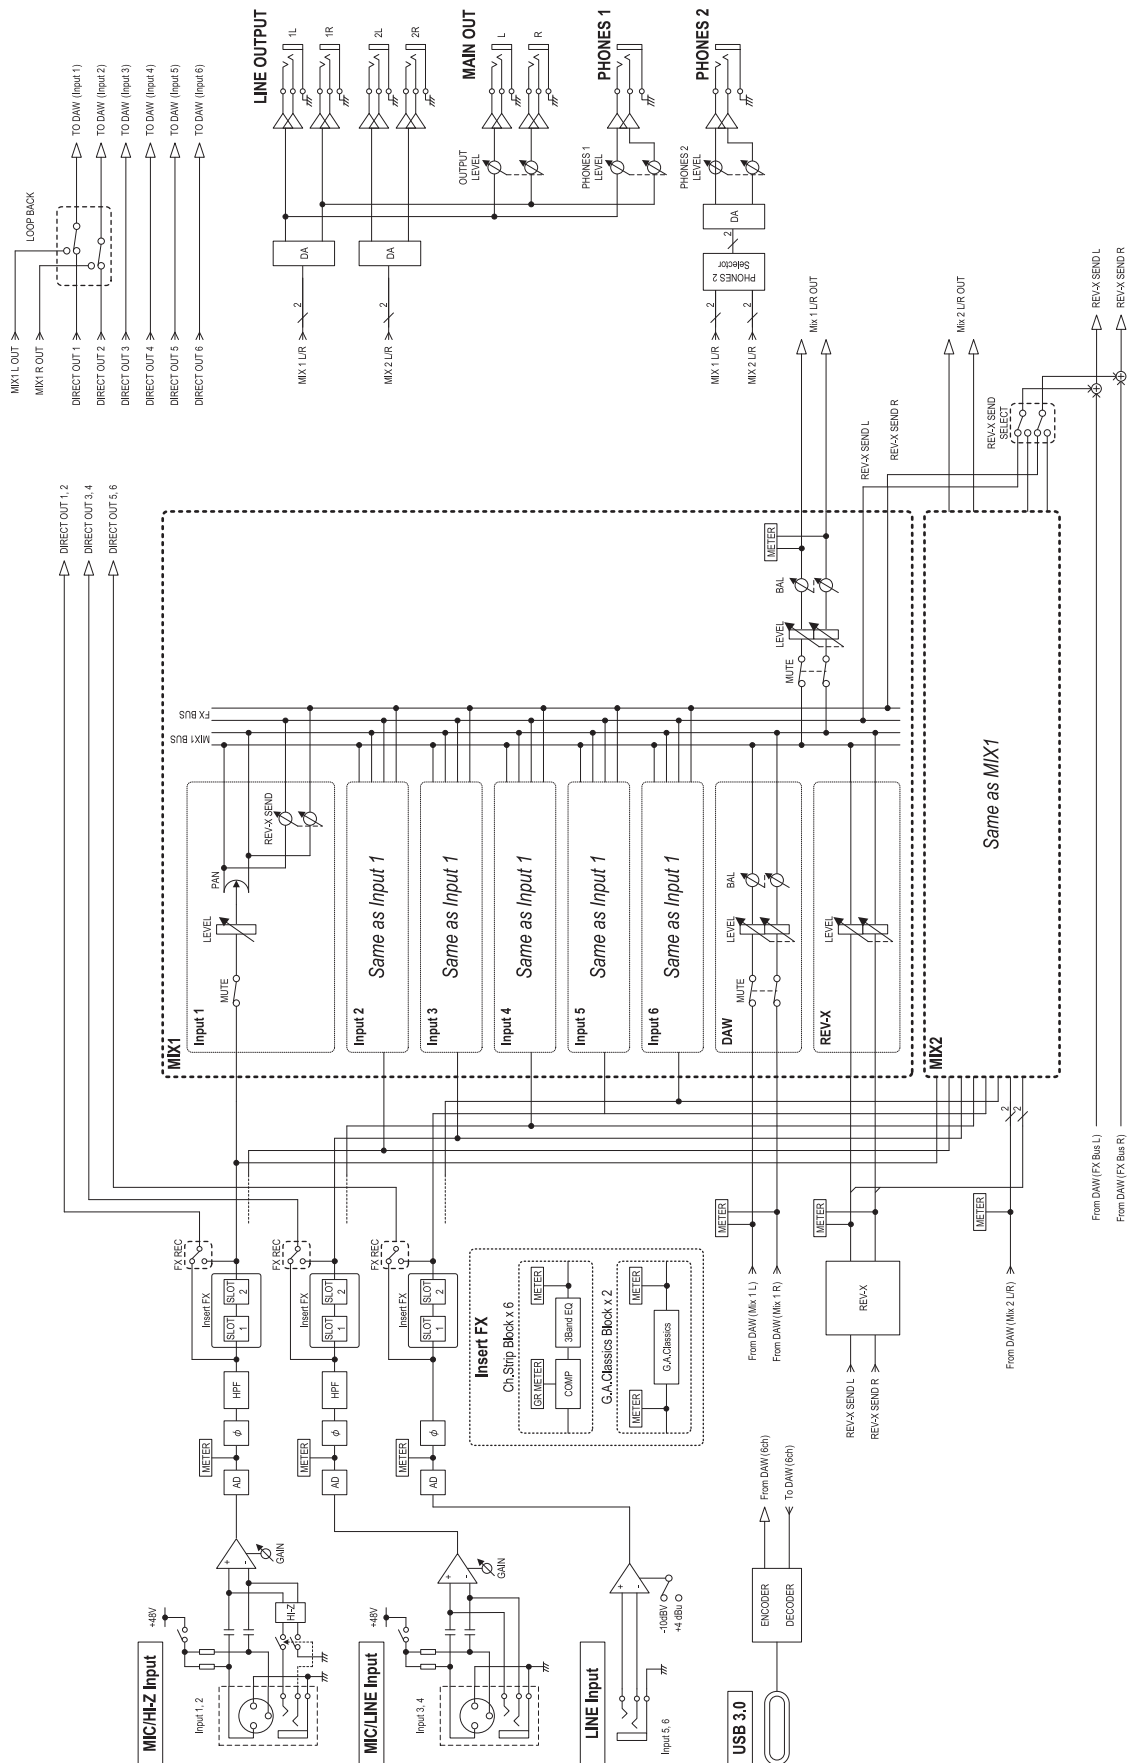 MIC/HI-Z Input
Input 1, 2
+48V
HI-Z
+
-
GAIN
AD
METER
ϕ
HPF
Insert FX
SLOT
1
SLOT
2
FX REC
MIC/LINE Input
Input 3, 4
+48V
+
-
GAIN
AD
METER
ϕ
HPF
Insert FX
SLOT
1
SLOT
2
FX REC
LINE Input
Input 5, 6
+
-
-10dBV
+4 dBu
AD
METER
ϕ
Insert FX
SLOT
1
SLOT
2
FX REC
DIRECT OUT 1, 2
DIRECT OUT 3, 4
DIRECT OUT 5, 6
USB 3.0
ENCODER
DECODER
From DAW (6ch)
To DAW (6ch)
Insert FX
Ch.Strip Block x 6
GR METER
COMP
3Band EQ
METER
G.A.Classics Block x 2
METER
G.A.Classics
METER
From DAW (Mix 1 L)
From DAW (Mix 1 R)
METER
REV-X SEND L
REV-X SEND R
REV-X
METER
From DAW (Mix 2 L/R)
METER
2
2
From DAW (FX Bus L)
From DAW (FX Bus R)
MIX1
Input 1
MUTE
LEVEL
PAN
REV-X SEND
MIX1 BUS
FX BUS
Input 2
Same as Input 1
Input 3
Same as Input 1
Input 4
Same as Input 1
Input 5
Same as Input 1
Input 6
Same as Input 1
DAW
MUTE
LEVEL
BAL
REV-X
LEVEL
MUTE
LEVEL
BAL
METER
MIX2
Same as MIX1
Mix 1 L/R OUT
REV-X SEND L
REV-X SEND R
Mix 2 L/R OUT
REV-X SEND
SELECT
REV-X SEND L
REV-X SEND R
MIX1 L OUT
MIX1 R OUT
LOOP BACK
DIRECT OUT 1
TO DAW (Input 1)
DIRECT OUT 2
TO DAW (Input 2)
DIRECT OUT 3
TO DAW (Input 3)
DIRECT OUT 4
TO DAW (Input 4)
DIRECT OUT 5
TO DAW (Input 5)
DIRECT OUT 6
TO DAW (Input 6)
MIX 1 L/R
2
DA
MIX 2 L/R
2
DA
LINE OUTPUT
1L
1R
2L
2R
OUTPUT
LEVEL
MAIN OUT
L
R
PHONES 1
LEVEL
PHONES 1
MIX 1 L/R
2
MIX 2 L/R
2
PHONES 2
Selector
2
DA
PHONES 2
LEVEL
PHONES 2